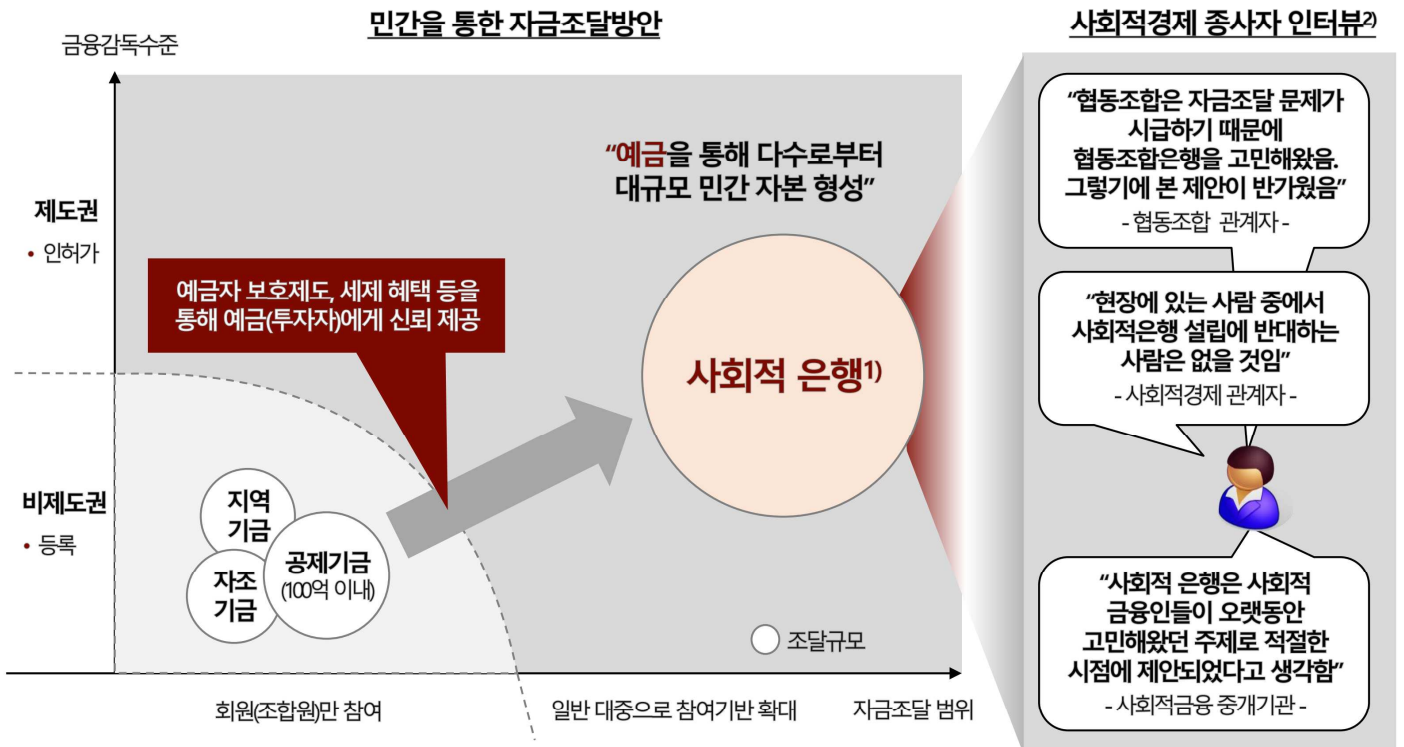 민간을 통한 자금조달방안
금융감독수준
"예금을 통해 다수로부터
대규모 민간 자본 형성"
제도권
• 인허가
예금자 보호제도, 세제 혜택 등을
통해 예금(투자자)에게 신뢰 제공
사회적 은행1)
비제도권
• 등록
지역
기금
자조
기금
공제기금
(100억 이내)
조달규모
회원(조합원)만 참여
일반 대중으로 참여기반 확대
자금조달 범위
사회적경제 종사자 인터뷰2)
"협동조합은 자금조달 문제가
시급하기 때문에
협동조합은행을 고민해왔음.
그렇기에 본 제안이 반가웠음"
- 협동조합 관계자 -
"현장에 있는 사람 중에서
사회적은행 설립에 반대하는
사람은 없을 것임"
- 사회적경제 관계자 -
"사회적 은행은 사회적
금융인들이 오랫동안
고민해왔던 주제로 적절한
시점에 제안되었다고 생각함"
- 사회적금융 중개기관 -